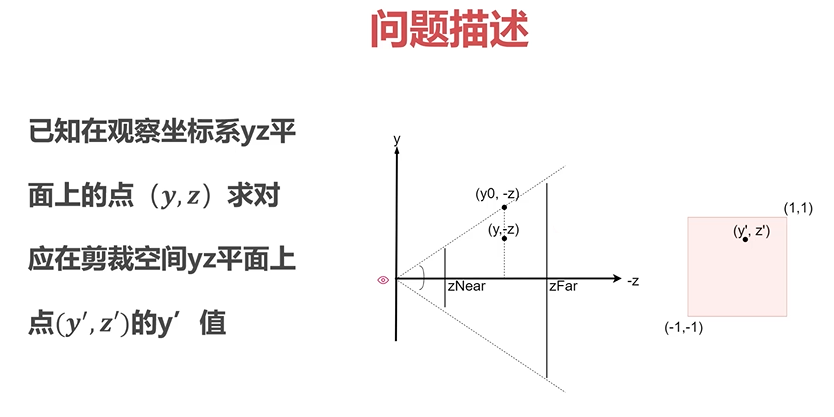 问题描述
已知在观察坐标系yz平
面上的点（y, z）求对
应在剪裁空间yz平面上
点(y′, z′)的y′ 值
y
(y0, -z)
(y,-z)
zNear
zFar
-z
(1,1)
(y', z')
(-1,-1)